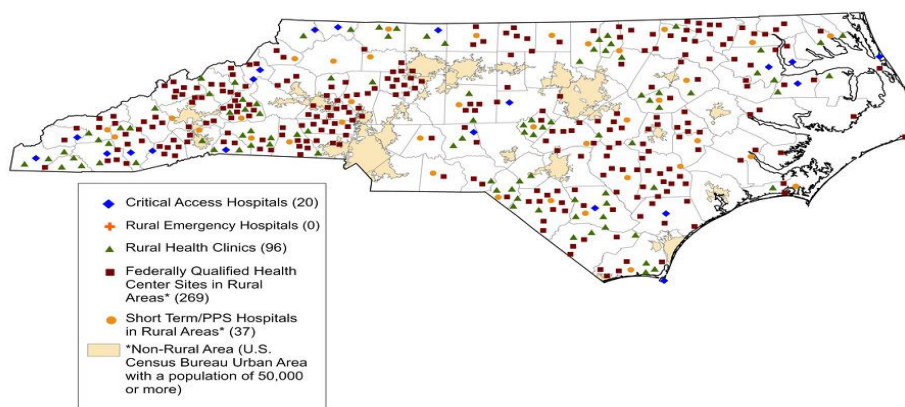 Critical Access Hospitals (20)
Rural Emergency Hospitals (0)
Rural Health Clinics (96)
Federally Qualified Health
Center Sites in Rural
Areas* (269)
Short Term/PPS Hospitals
in Rural Areas* (37)
*Non-Rural Area (U.S.
Census Bureau Urban Area
with a population of 50,000
or more)